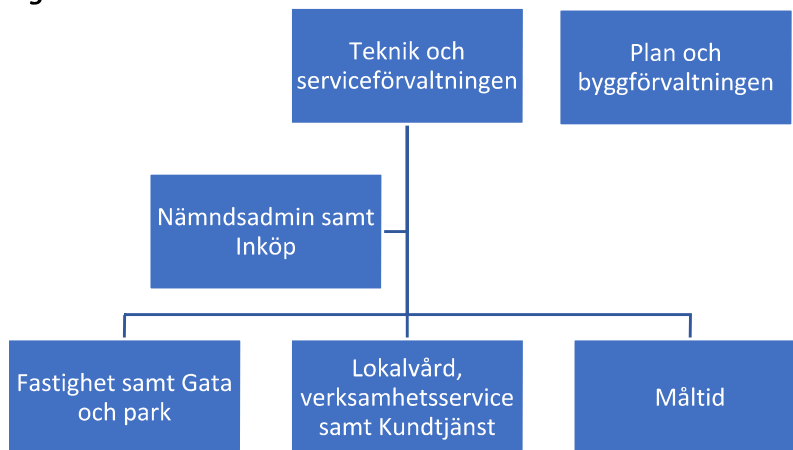 Teknik och
serviceförvaltningen
Plan och
byggförvaltningen
Nämndsadmin samt
Inköp
Fastighet samt Gata
och park
Lokalvård,
verksamhetsservice
samt Kundtjänst
Måltid